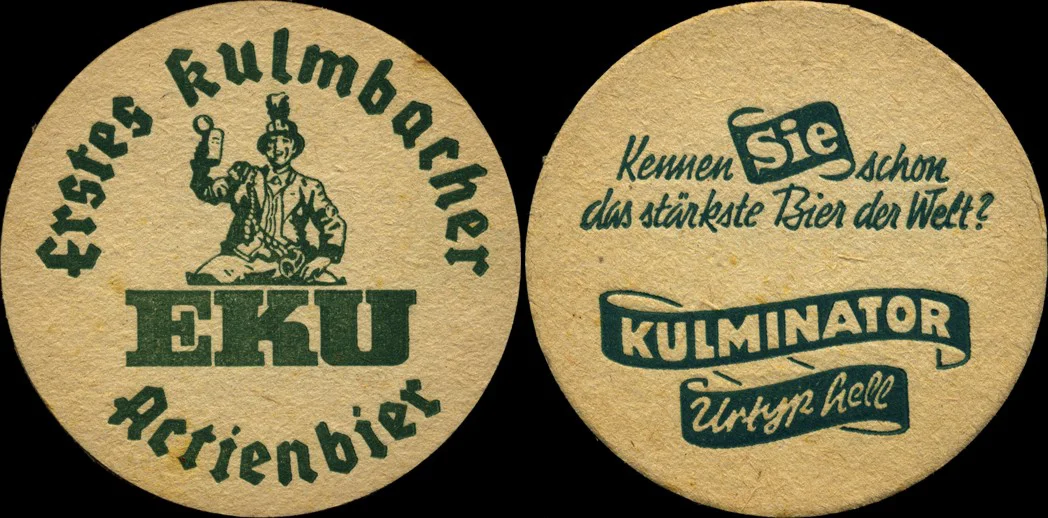 Erstes Kulmbacher
EKU
Actienbier
Kennen Sie schon
das stärkste Bier der Welt?
KULMINATOR
Urtyp hell